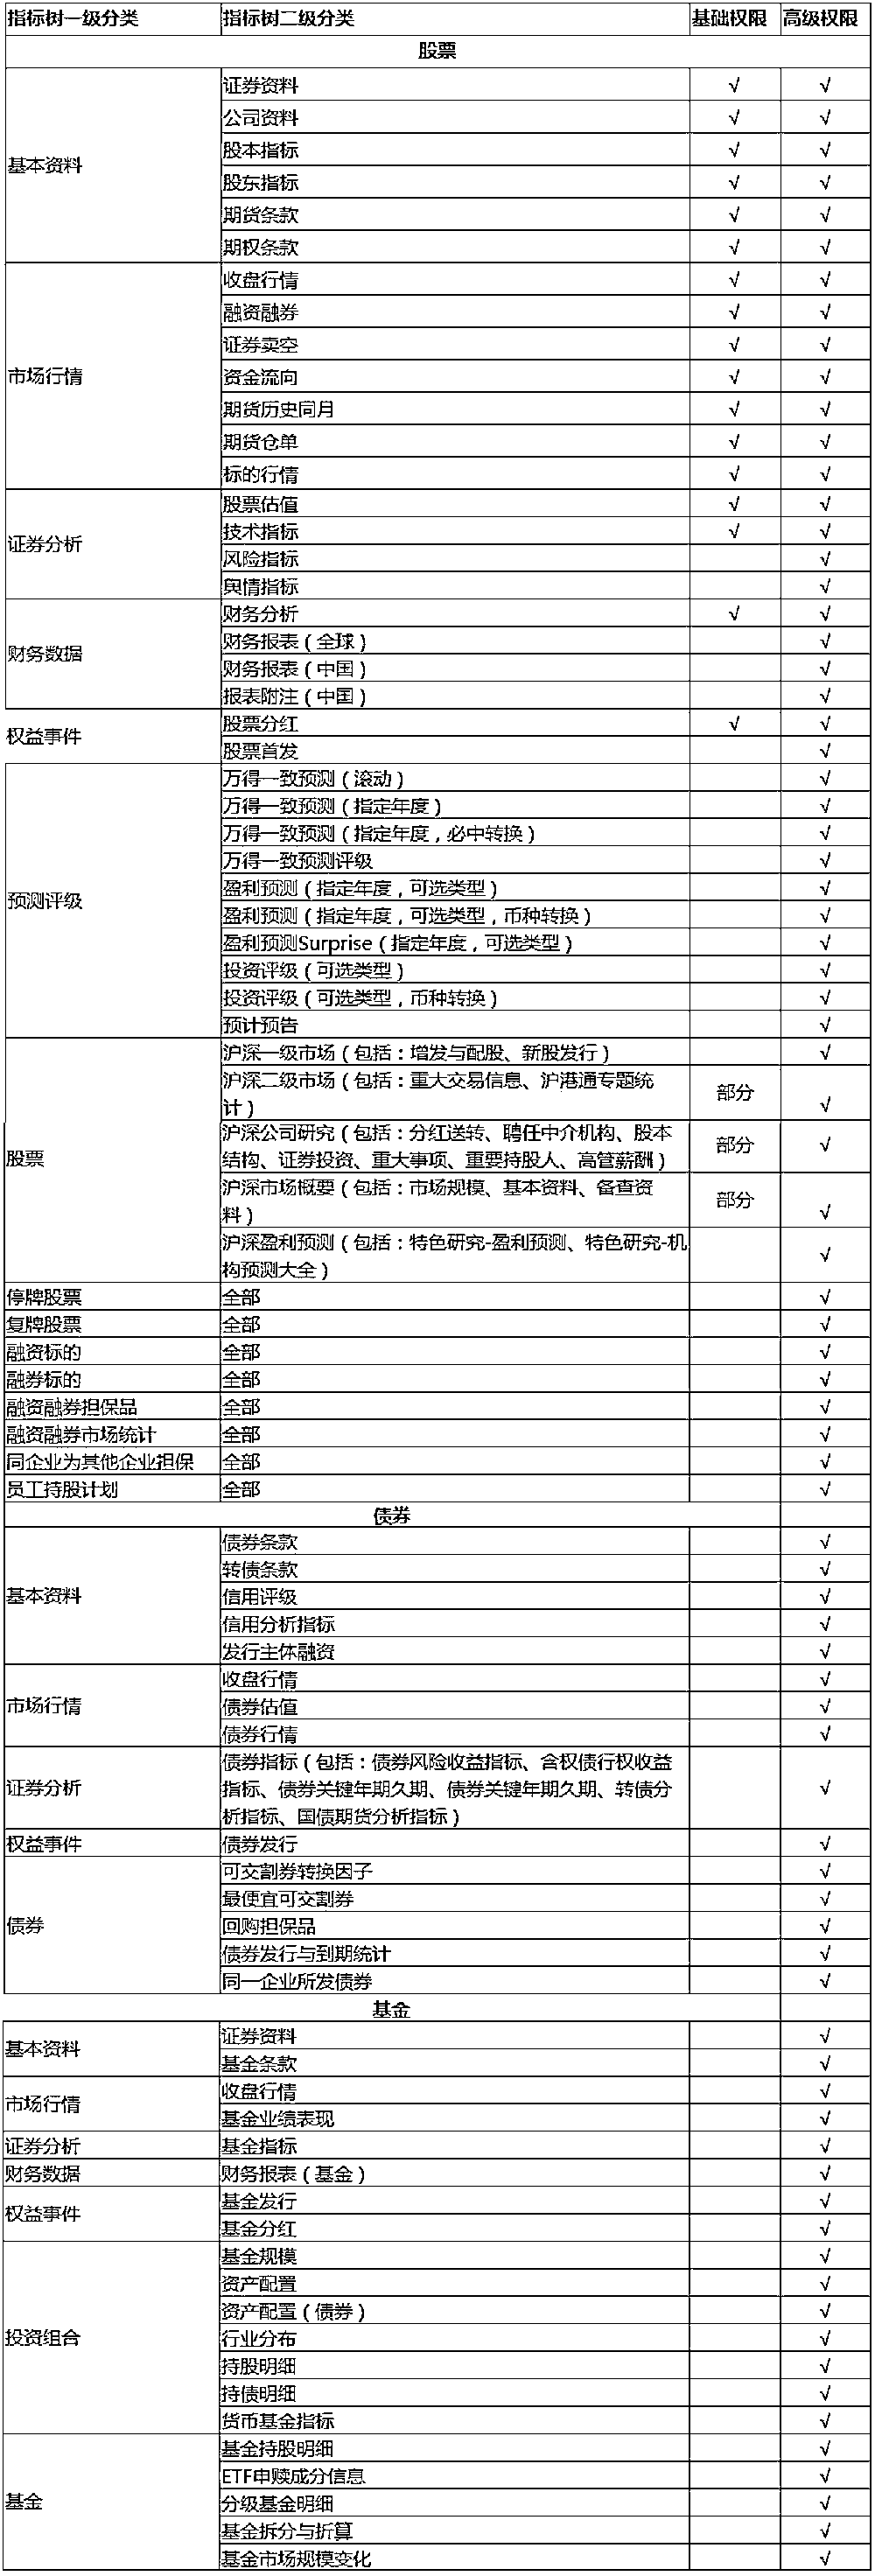 指标树一级分类 指标树二级分类 基础权限 高级权限
股票
基本资料 证券资料 √ √
公司资料 √ √
股本指标 √ √
股东指标 √ √
期货条款 √ √
期权条款 √ √
市场行情 收盘行情 √ √
融资融券 √ √
证券卖空 √ √
资金流向 √ √
期货历史同月 √ √
期货仓单 √ √
标的行情 √ √
证券分析 股票估值 √ √
技术指标 √ √
风险指标 √
舆情指标 √
财务数据 财务分析 √ √
财务报表（全球） √
财务报表（中国） √
报表附注（中国） √
权益事件 股票分红 √ √
股票首发 √
预测评级 万得一致预测（滚动） √
万得一致预测（指定年度） √
万得一致预测（指定年度，必中转换） √
万得一致预测评级 √
盈利预测（指定年度，可选类型） √
盈利预测（指定年度，可选类型，币种转换） √
盈利预测Surprise（指定年度，可选类型） √
投资评级（可选类型） √
投资评级（可选类型，币种转换） √
预计预告 √
股票 沪深一级市场（包括：增发与配股、新股发行） √
沪深二级市场（包括：重大交易信息、沪港通专题统
计） 部分 √
沪深公司研究（包括：分红送转、聘任中介机构、股本
结构、证券投资、重大事项、重要持股人、高管薪酬） 部分 √
沪深市场概要（包括：市场规模、基本资料、备查资
料） 部分 √
沪深盈利预测（包括：特色研究-盈利预测、特色研究-机
构预测大全） √
停牌股票 全部 √
复牌股票 全部 √
融资标的 全部 √
融券标的 全部 √
融资融券担保品 全部 √
融资融券市场统计 全部 √
同企业为其他企业担保 全部 √
员工持股计划 全部 √
债券
基本资料 债券条款 √
转债条款 √
信用评级 √
信用分析指标 √
发行主体融资 √
市场行情 收盘行情 √
债券估值 √
债券行情 √
证券分析 债券指标（包括：债券风险收益指标、含权债行权收益
指标、债券关键年期久期、债券关键年期久期、转债分
析指标、国债期货分析指标） √
权益事件 债券发行 √
债券 可交割券转换因子 √
最便宜可交割券 √
回购担保品 √
债券发行与到期统计 √
同一企业所发债券 √
基金
基本资料 证券资料 √
基金条款 √
市场行情 收盘行情 √
基金业绩表现 √
证券分析 基金指标 √
财务数据 财务报表（基金） √
权益事件 基金发行 √
基金分红 √
投资组合 基金规模 √
资产配置 √
资产配置（债券） √
行业分布 √
持股明细 √
持债明细 √
货币基金指标 √
基金 基金持股明细 √
ETF申赎成分信息 √
分级基金明细 √
基金拆分与折算 √
基金市场规模变化 √